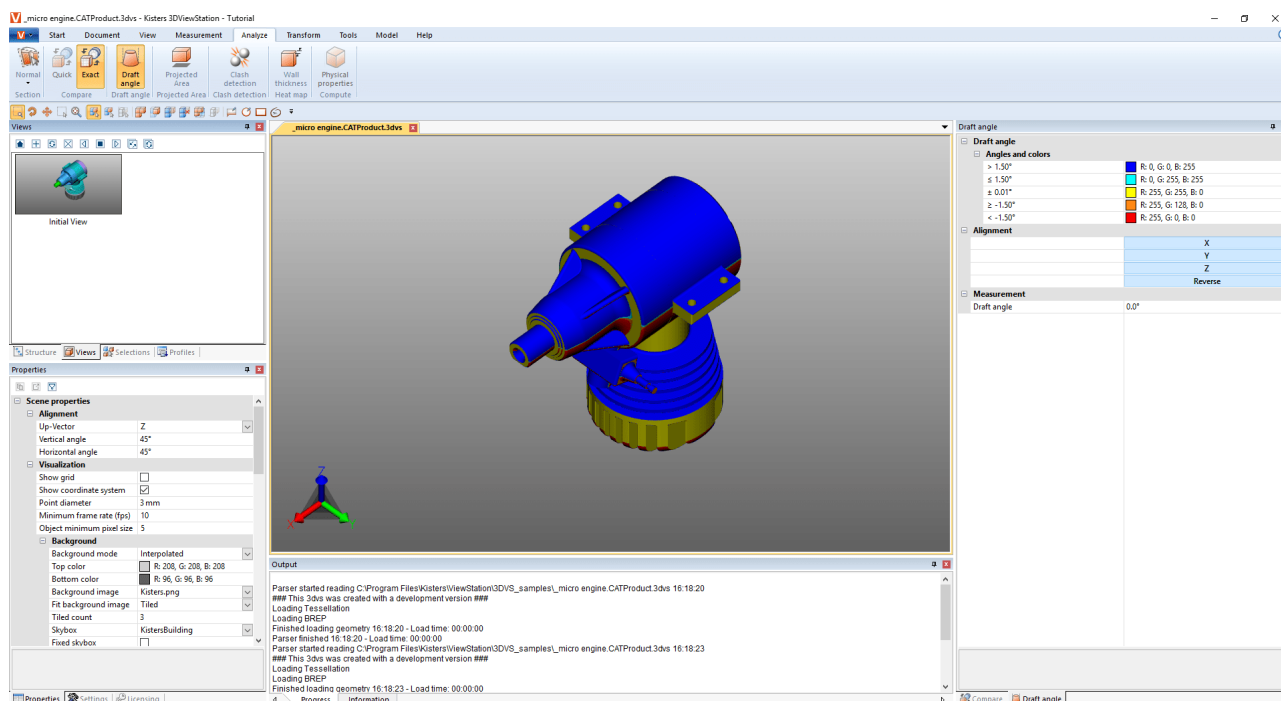 _micro engine.CATProduct.3dvs - Kisters 3DViewStation - Tutorial
V Start Document View Measurement Analyze Transform Tools Model Help
Normal Quick Exact Draft angle Projected Area Clash detection Wall thickness Physical properties
Section Compare Draft angle Projected Area Clash detection Heat map Compute
Views
Initial View
Structure Views Selections Profiles
Properties
Scene properties
Alignment
Up-Vector Z
Vertical angle 45°
Horizontal angle 45°
Visualization
Show grid
Show coordinate system
Point diameter 3 mm
Minimum frame rate (fps) 10
Object minimum pixel size 5
Background
Background mode Interpolated
Top color R: 208, G: 208, B: 208
Bottom color R: 96, G: 96, B: 96
Background image Kisters.png
Fit background image Tiled
Tiled count 3
Skybox KistersBuilding
Fixed skybox
Properties Settings Licensing
_micro engine.CATProduct.3dvs
Z
X
Y
Output
Parser started reading C:\Program Files\Kisters\ViewStation\3DVS_samples\_micro engine.CATProduct.3dvs 16:18:20
### This 3dvs was created with a development version ###
Loading Tessellation
Loading BREP
Finished loading geometry 16:18:20 - Load time: 00:00:00
Parser finished 16:18:20 - Load time: 00:00:00
Parser started reading C:\Program Files\Kisters\ViewStation\3DVS_samples\_micro engine.CATProduct.3dvs 16:18:23
### This 3dvs was created with a development version ###
Loading Tessellation
Loading BREP
Finished loading geometry 16:18:23 - Load time: 00:00:00
Progress Information
Draft angle
Draft angle
Angles and colors
> 1.50° R: 0, G: 0, B: 255
≤ 1.50° R: 0, G: 255, B: 255
± 0.01° R: 255, G: 255, B: 0
≥ -1.50° R: 255, G: 128, B: 0
< -1.50° R: 255, G: 0, B: 0
Alignment
X
Y
Z
Reverse
Measurement
Draft angle 0.0°
Compare Draft angle